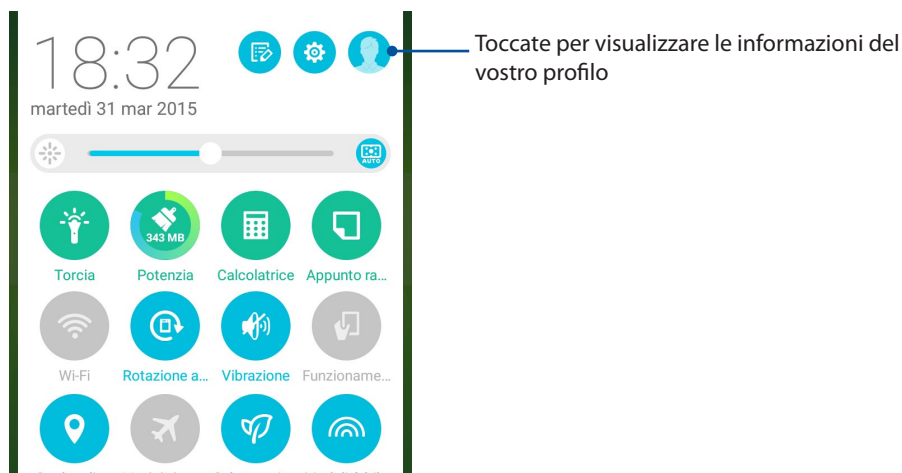 18:32
martedì 31 mar 2015
Toccate per visualizzare le informazioni del
vostro profilo
AUTO
343 MB
Torcia Potenzia Calcolatrice Appunto ra...
Wi-Fi Rotazione a... Vibrazione Funzioname...